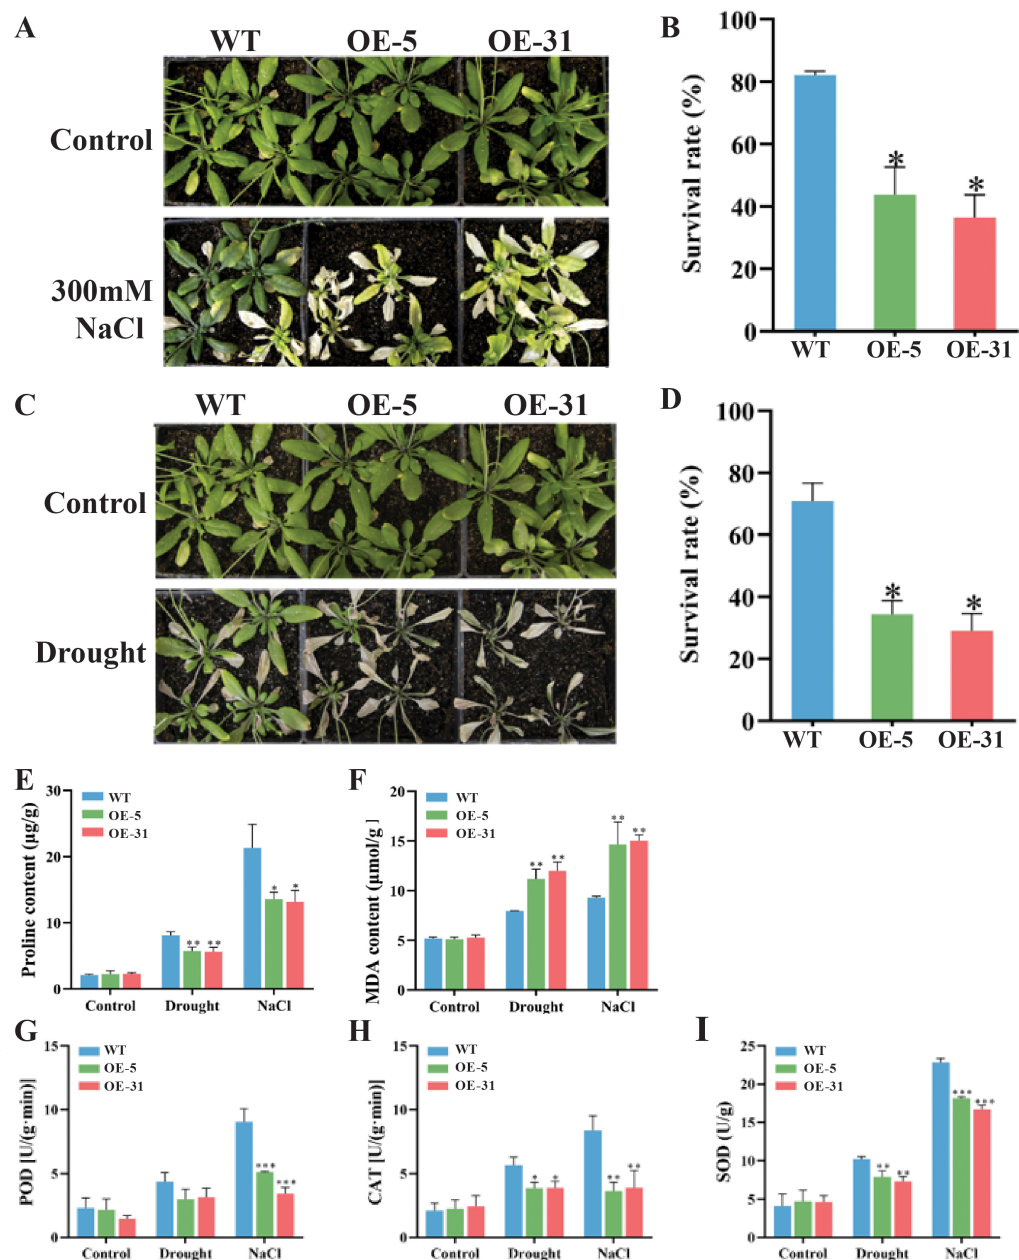 A
WT OE-5 OE-31
Control
300mM
NaCl
B
Survival rate (%)
100
80
60
40
20
0
*
*
WT OE-5 OE-31
C
WT OE-5 OE-31
Control
Drought
D
Survival rate (%)
100
80
60
40
20
0
*
*
WT OE-5 OE-31
E
Proline content (μg/g)
30
20
10
0
WT
OE-5
OE-31
** **
* *
Control Drought NaCl
F
MDA content (μmol/g ]
20
15
10
5
0
WT
OE-5
OE-31
** **
** **
Control Drought NaCl
G
POD [U/(g·min)]
15
10
5
0
WT
OE-5
OE-31
*** ***
Control Drought NaCl
H
CAT [U/(g·min)]
15
10
5
0
WT
OE-5
OE-31
* *
** **
Control Drought NaCl
I
SOD (U/g)
25
20
15
10
5
0
WT
OE-5
OE-31
** **
*** ***
Control Drought NaCl